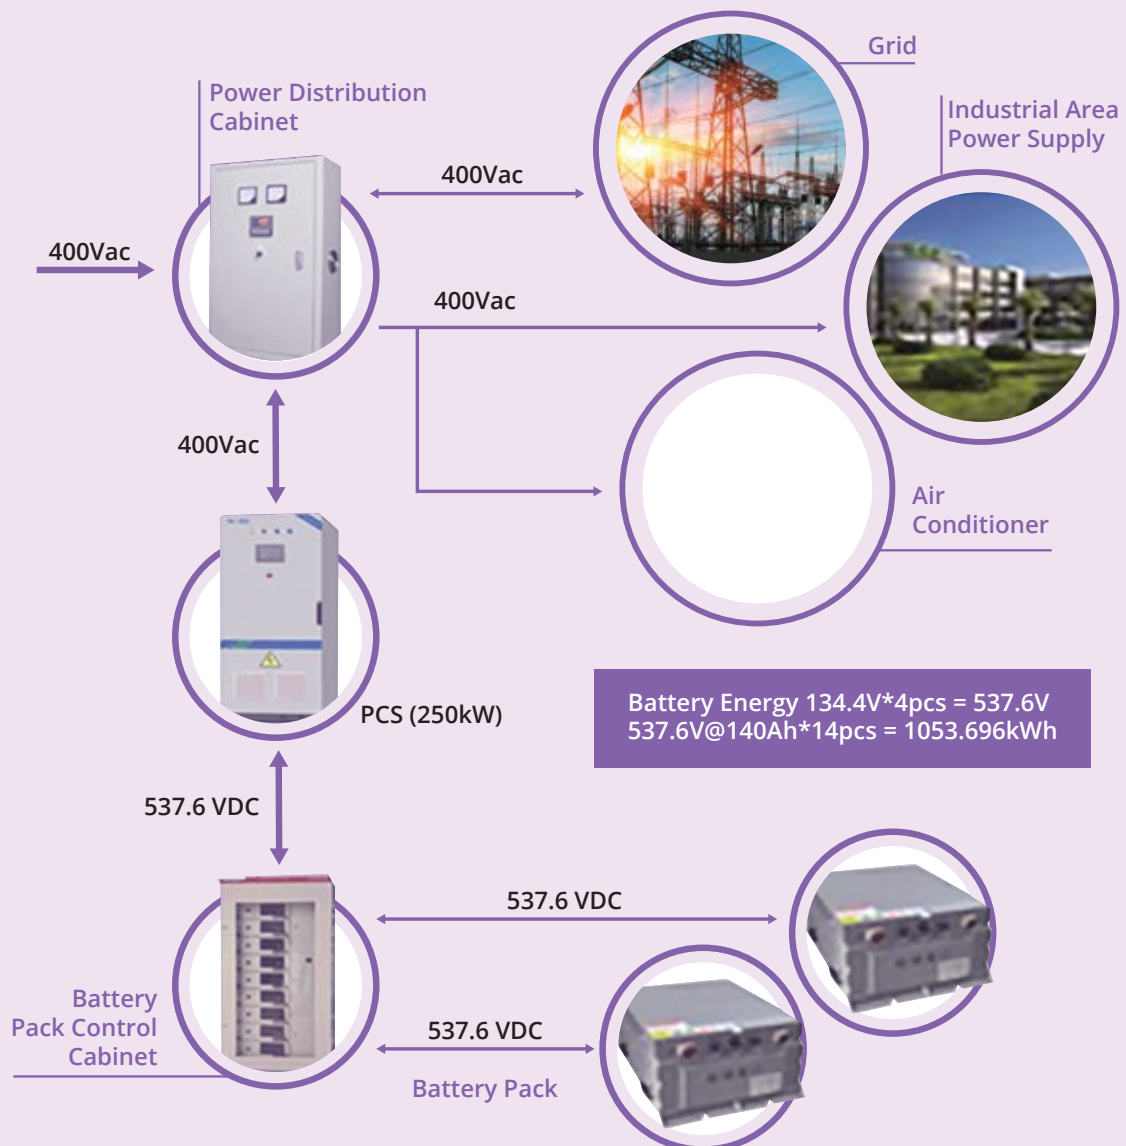 Grid
Power Distribution
Cabinet
Industrial Area
Power Supply
400Vac
400Vac
400Vac
400Vac
Air
Conditioner
PCS (250kW)
Battery Energy 134.4V*4pcs = 537.6V
537.6V@140Ah*14pcs = 1053.696kWh
537.6 VDC
537.6 VDC
Battery
Pack Control
Cabinet
537.6 VDC
Battery Pack